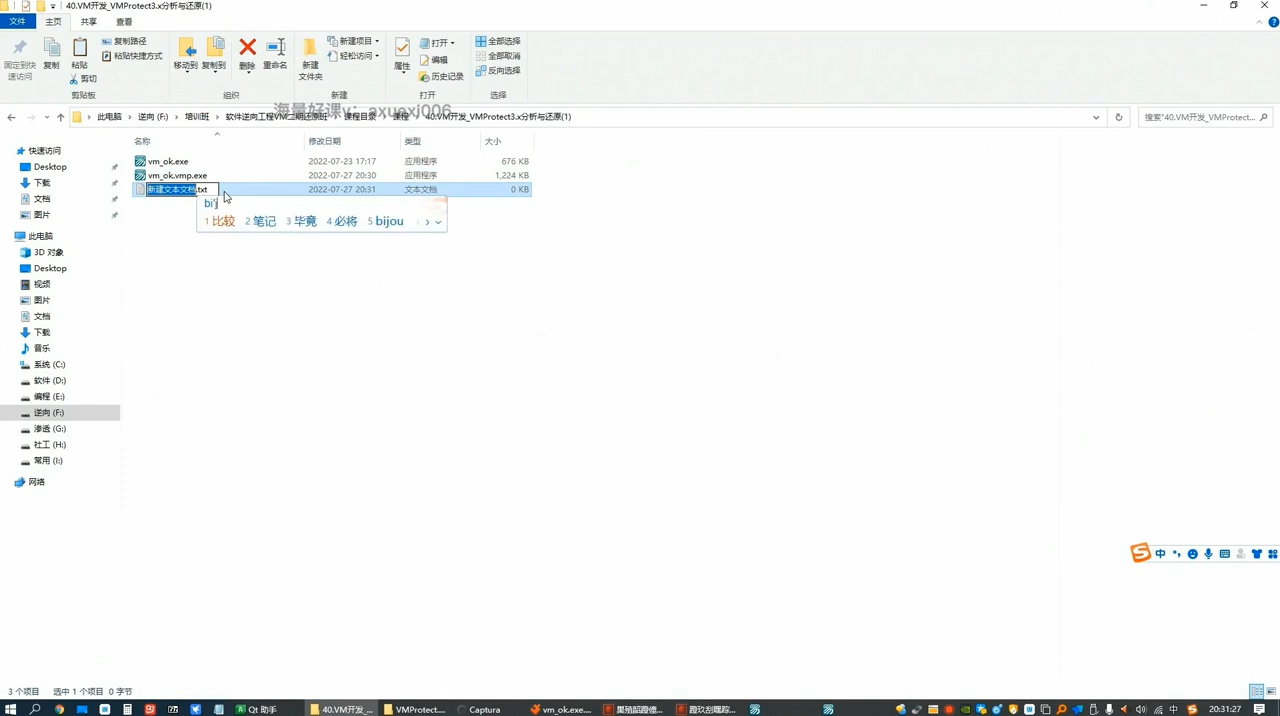 40.VM开发_VMProtect3.x分析与还原(1)
文件 主页 共享 查看
固定到快速访问 复制 粘贴 复制路径 粘贴快捷方式 剪切 移动到 复制到 删除 重命名 新建文件夹 新建项目 轻松访问 属性 打开 编辑 历史记录 全部选择 全部取消 反向选择
剪贴板 组织 新建 打开 选择
海量好课v: axuexi006
此电脑 > 逆向 (F:) > 培训班 > 软件逆向工程VM二期还原班 > 课程目录 > 课程 > 40.VM开发_VMProtect3.x分析与还原(1)
搜索"40.VM开发_VMProtect...
名称 修改日期 类型 大小
vm_ok.exe 2022-07-23 17:17 应用程序 676 KB
vm_ok.vmp.exe 2022-07-27 20:30 应用程序 1,224 KB
新建文本文档.txt 2022-07-27 20:31 文本文档 0 KB
bi'j
1 比较 2 笔记 3 毕竟 4 必将 5 bijou
快速访问
Desktop
下载
文档
图片
此电脑
3D 对象
Desktop
视频
图片
文档
下载
音乐
系统 (C:)
软件 (D:)
编程 (E:)
逆向 (F:)
渗透 (G:)
社工 (H:)
常用 (I:)
网络
中
3 个项目 选中 1 个项目 0 字节
Qt 助手 40.VM开发_... VMProtect... Captura vm_ok.exe... 中 20:31:27